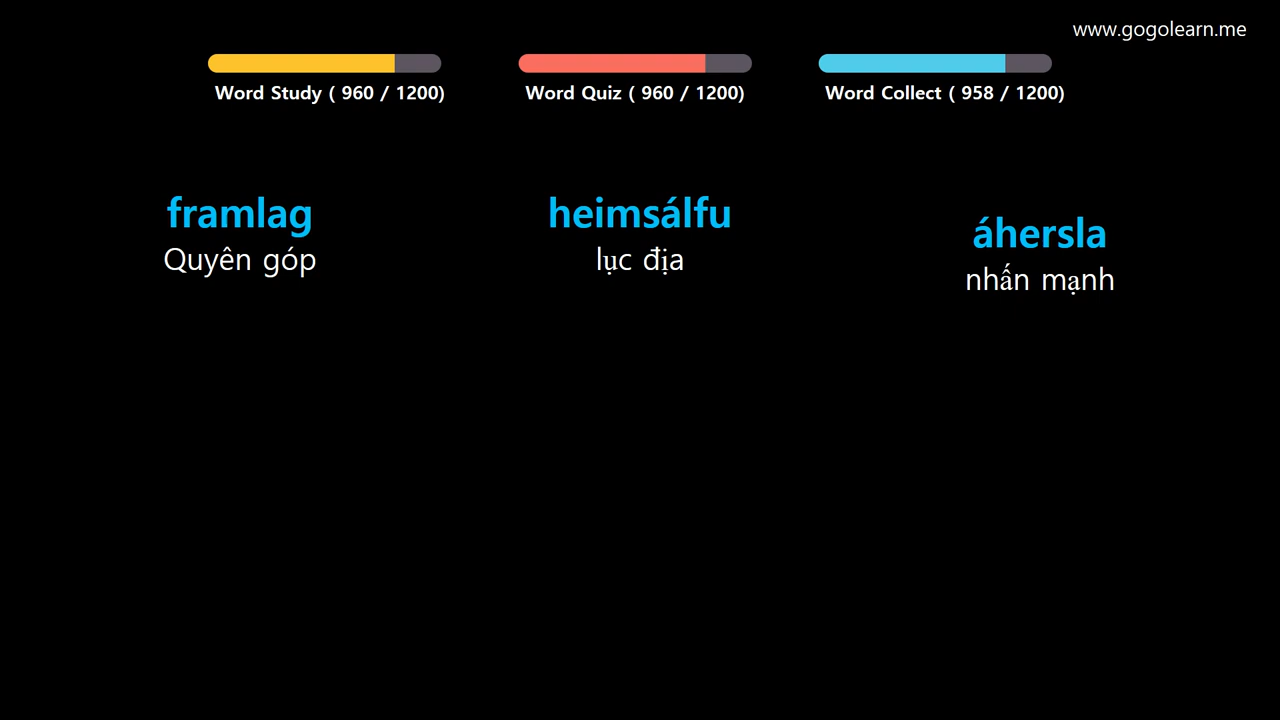 www.gogolearn.me
Word Study ( 960 / 1200)
Word Quiz ( 960 / 1200)
Word Collect ( 958 / 1200)
framlag
Quyên góp
heimsálfu
lục địa
áhersla
nhấn mạnh